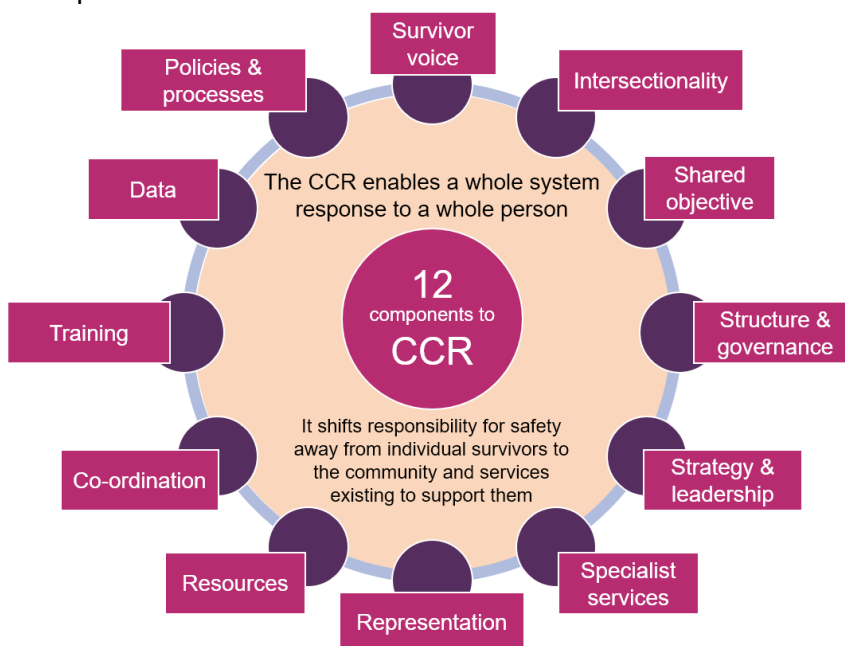 Survivor
voice
Intersectionality
Shared
objective
Structure &
governance
Strategy &
leadership
Specialist
services
Representation
Resources
Co-ordination
Training
Data
Policies &
processes
The CCR enables a whole system
response to a whole person
12
components to
CCR
It shifts responsibility for safety
away from individual survivors to
the community and services
existing to support them